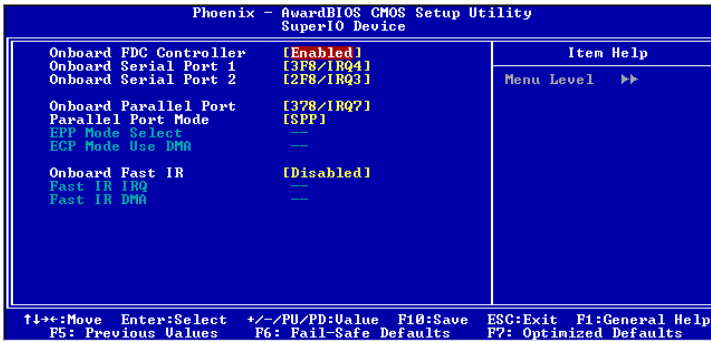 Phoenix - AwardBIOS CMOS Setup Utility
SuperIO Device
Onboard FDC Controller [Enabled]
Onboard Serial Port 1 [3F8/IRQ4]
Onboard Serial Port 2 [2F8/IRQ3]
Onboard Parallel Port [378/IRQ7]
Parallel Port Mode [SPP]
EPP Mode Select --
ECP Mode Use DMA --
Onboard Fast IR [Disabled]
Fast IR IRQ --
Fast IR DMA --
Item Help
Menu Level ►►
↑↓→←:Move Enter:Select +/-/PU/PD:Value F10:Save ESC:Exit F1:General Help
F5: Previous Values F6: Fail-Safe Defaults F7: Optimized Defaults